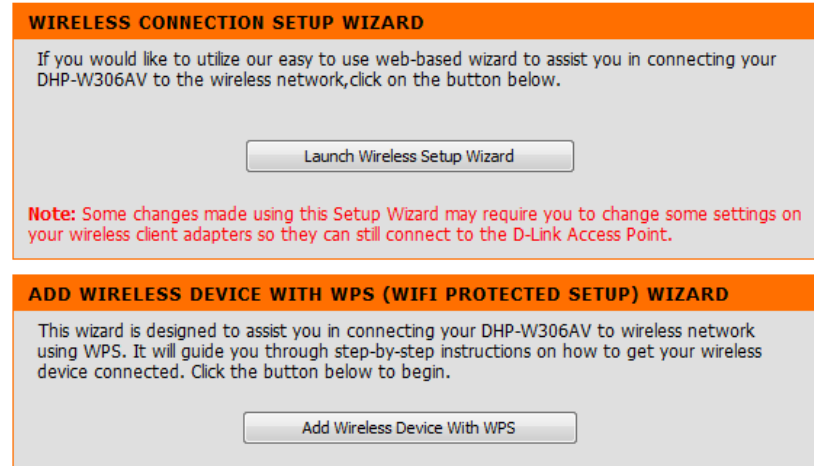 WIRELESS CONNECTION SETUP WIZARD
If you would like to utilize our easy to use web-based wizard to assist you in connecting your
DHP-W306AV to the wireless network,click on the button below.
Launch Wireless Setup Wizard
Note: Some changes made using this Setup Wizard may require you to change some settings on
your wireless client adapters so they can still connect to the D-Link Access Point.
ADD WIRELESS DEVICE WITH WPS (WIFI PROTECTED SETUP) WIZARD
This wizard is designed to assist you in connecting your DHP-W306AV to wireless network
using WPS. It will guide you through step-by-step instructions on how to get your wireless
device connected. Click the button below to begin.
Add Wireless Device With WPS